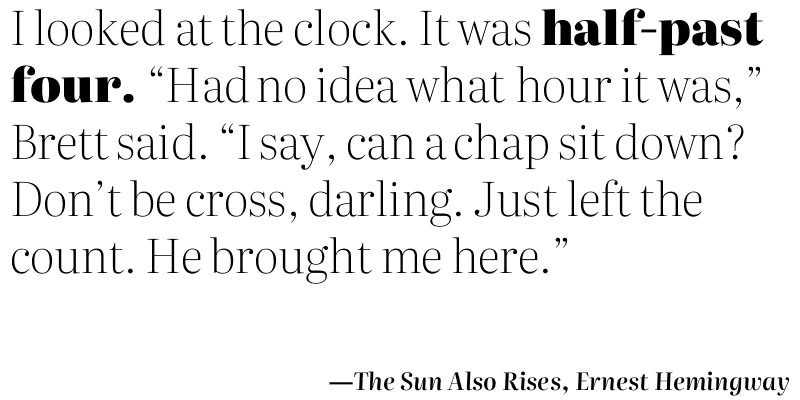 I looked at the clock. It was half-past
four. “Had no idea what hour it was,”
Brett said. “I say, can a chap sit down?
Don’t be cross, darling. Just left the
count. He brought me here.”
—The Sun Also Rises, Ernest Hemingway